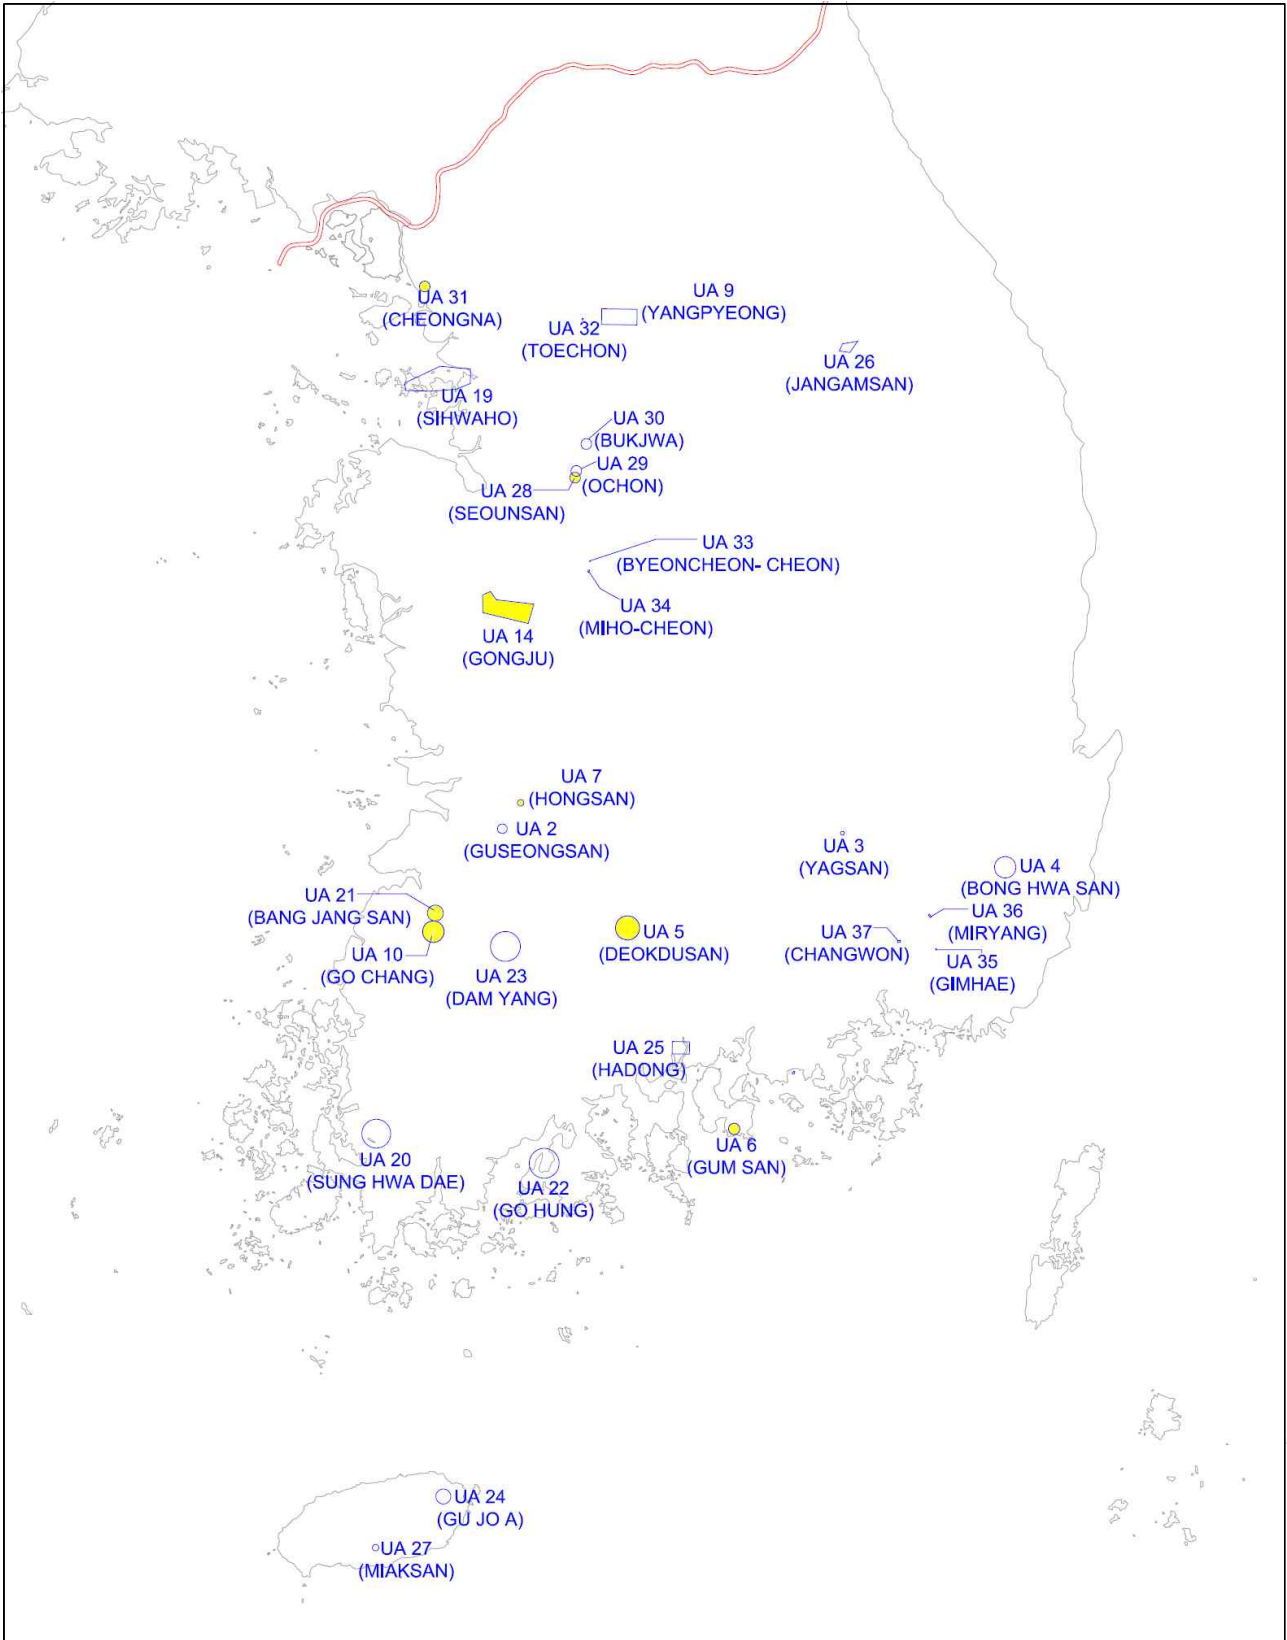 UA 31
(CHEONGNA)
UA 9
(YANGPYEONG)
UA 32
(TOECHON)
UA 26
(JANGAMSAN)
UA 19
(SIHWAHO)
UA 30
(BUKJWA)
UA 29
(OCHON)
UA 28
(SEOUNSAN)
UA 33
(BYEONCHEON- CHEON)
UA 34
(MIHO-CHEON)
UA 14
(GONGJU)
UA 7
(HONGSAN)
UA 2
(GUSEONGSAN)
UA 3
(YAGSAN)
UA 4
(BONG HWA SAN)
UA 21
(BANG JANG SAN)
UA 36
(MIRYANG)
UA 10
(GO CHANG)
UA 23
(DAM YANG)
UA 5
(DEOKDUSAN)
UA 37
(CHANGWON)
UA 35
(GIMHAE)
UA 25
(HADONG)
UA 6
(GUM SAN)
UA 20
(SUNG HWA DAE)
UA 22
(GO HUNG)
UA 24
(GU JO A)
UA 27
(MIAKSAN)